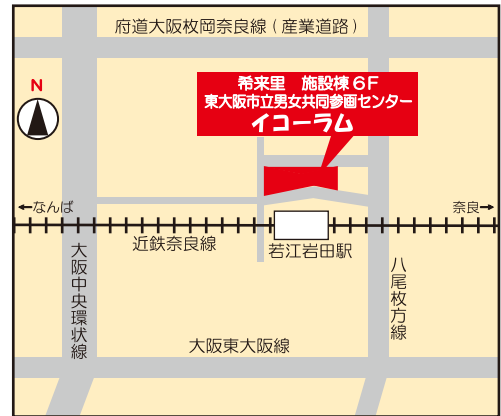 府道大阪枚岡奈良線(産業道路)
N
希来里 施設棟6F
東大阪市立男女共同参画センター
イコーラム
←なんば
奈良→
近鉄奈良線
若江岩田駅
大阪中央環状線
八尾枚方線
大阪東大阪線